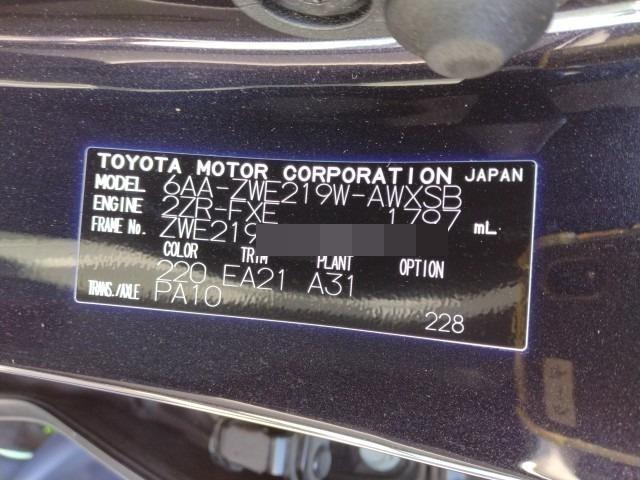 TOYOTA MOTOR CORPORATION JAPAN
MODEL 6AA-ZWE219W-AWXSB
ENGINE 2ZR-FXE 1797 mL
FRAME No. ZWE219
COLOR TRIM PLANT OPTION
220 EA21 A31
TRANS./AXLE PA10
228